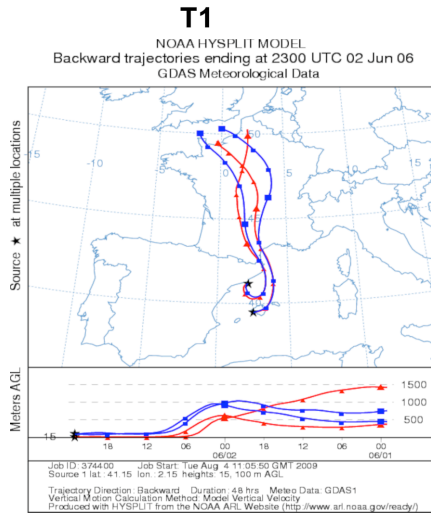 T1
NOAA HYSPLIT MODEL
Backward trajectories ending at 2300 UTC 02 Jun 06
GDAS Meteorological Data
Source ★ at multiple locations
-15 -10 -5 0 5 15
50
45
40
Meters AGL
1500
1000
500
15
18 12 06 00 18 12 06 00
06/02 06/01
Job ID: 374400 Job Start: Tue Aug 4 11:05:50 GMT 2009
Source 1 lat.: 41.15 lon.: 2.15 heights: 15, 100 m AGL
Trajectory Direction: Backward Duration: 48 hrs Meteo Data: GDAS1
Vertical Motion Calculation Method: Model Vertical Velocity
Produced with HYSPLIT from the NOAA ARL Website (http://www.arl.noaa.gov/ready/)